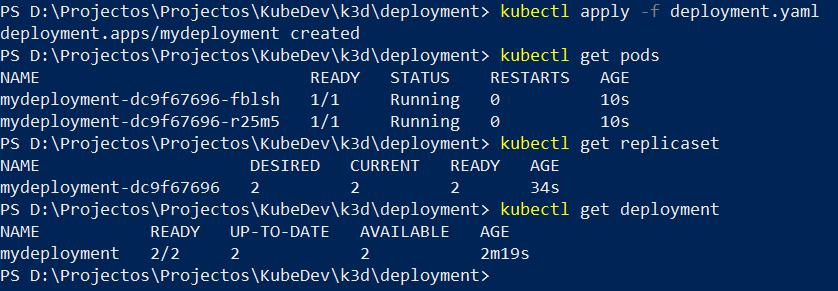 PS D:\Projectos\Projectos\KubeDev\k3d\deployment> kubectl apply -f deployment.yaml
deployment.apps/mydeployment created
PS D:\Projectos\Projectos\KubeDev\k3d\deployment> kubectl get pods
NAME READY STATUS RESTARTS AGE
mydeployment-dc9f67696-fblsh 1/1 Running 0 10s
mydeployment-dc9f67696-r25m5 1/1 Running 0 10s
PS D:\Projectos\Projectos\KubeDev\k3d\deployment> kubectl get replicaset
NAME DESIRED CURRENT READY AGE
mydeployment-dc9f67696 2 2 2 34s
PS D:\Projectos\Projectos\KubeDev\k3d\deployment> kubectl get deployment
NAME READY UP-TO-DATE AVAILABLE AGE
mydeployment 2/2 2 2 2m19s
PS D:\Projectos\Projectos\KubeDev\k3d\deployment>